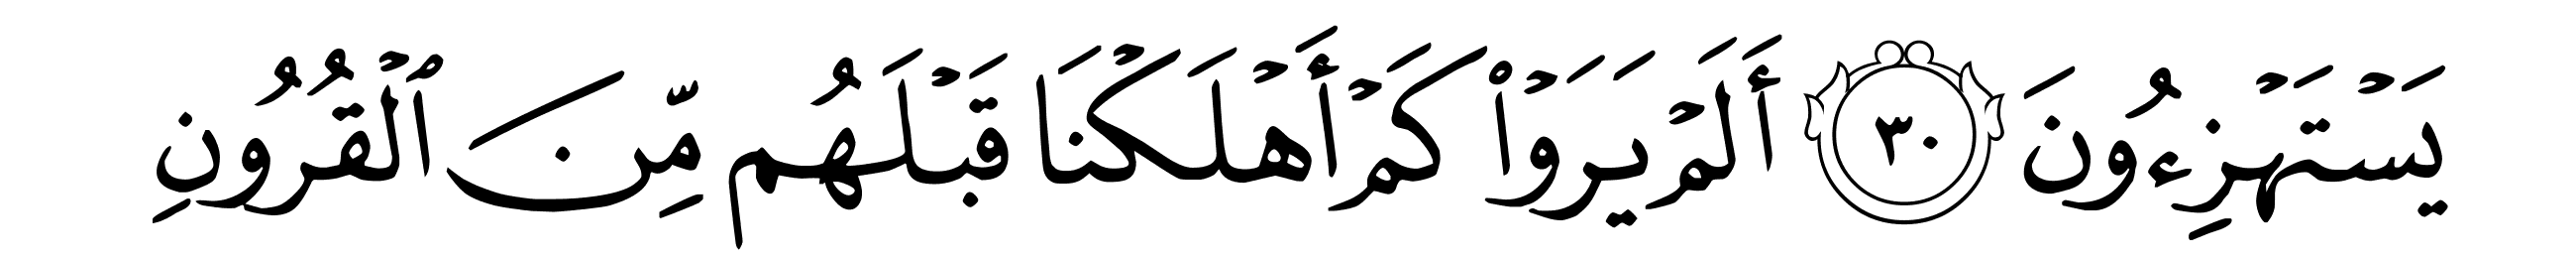 يَسْتَهْزِءُونَ ٣٠ أَلَمْ يَرَوْا۟ كَمْ أَهْلَكْنَا قَبْلَهُم مِّنَ ٱلْقُرُونِ